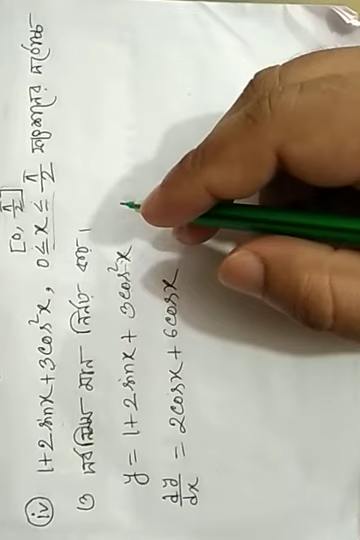 (iv) 1+2sinx+3cos²x, 0≤x≤π/2 [0, π/2] ফাংশনের সর্বোচ্চ
ও সর্বনিম্ন মান নির্ণয় কর।
y = 1+2sinx+3cos²x
dy/dx = 2cosx+6cosx